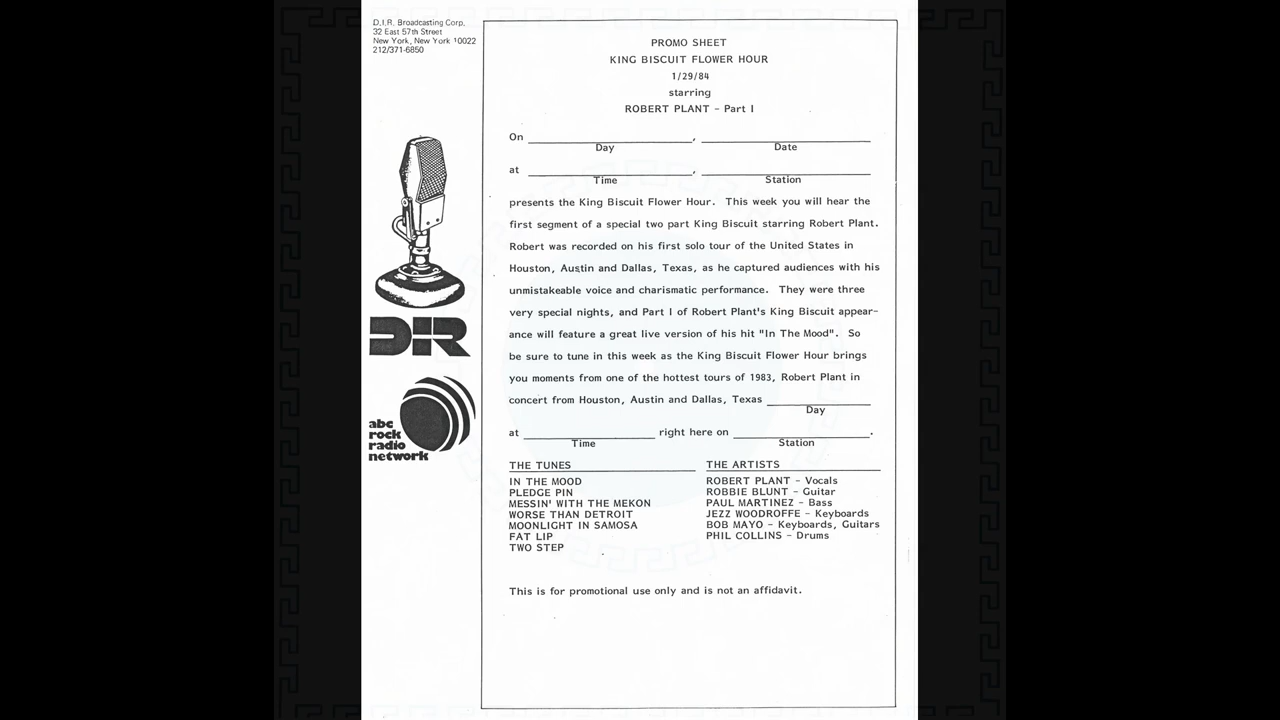 D.I.R. Broadcasting Corp.
32 East 57th Street
New York, New York 10022
212/371-6850
DIR
abc
rock
radio
network
PROMO SHEET
KING BISCUIT FLOWER HOUR
1/29/84
starring
ROBERT PLANT - Part I
On ____________, ____________
Day Date
at ____________, ____________
Time Station
presents the King Biscuit Flower Hour. This week you will hear the
first segment of a special two part King Biscuit starring Robert Plant.
Robert was recorded on his first solo tour of the United States in
Houston, Austin and Dallas, Texas, as he captured audiences with his
unmistakeable voice and charismatic performance. They were three
very special nights, and Part I of Robert Plant's King Biscuit appear-
ance will feature a great live version of his hit "In The Mood". So
be sure to tune in this week as the King Biscuit Flower Hour brings
you moments from one of the hottest tours of 1983, Robert Plant in
concert from Houston, Austin and Dallas, Texas ____________
Day
at ____________ right here on ____________.
Time Station
THE TUNES
IN THE MOOD
PLEDGE PIN
MESSIN' WITH THE MEKON
WORSE THAN DETROIT
MOONLIGHT IN SAMOSA
FAT LIP
TWO STEP
THE ARTISTS
ROBERT PLANT - Vocals
ROBBIE BLUNT - Guitar
PAUL MARTINEZ - Bass
JEZZ WOODROFFE - Keyboards
BOB MAYO - Keyboards, Guitars
PHIL COLLINS - Drums
This is for promotional use only and is not an affidavit.